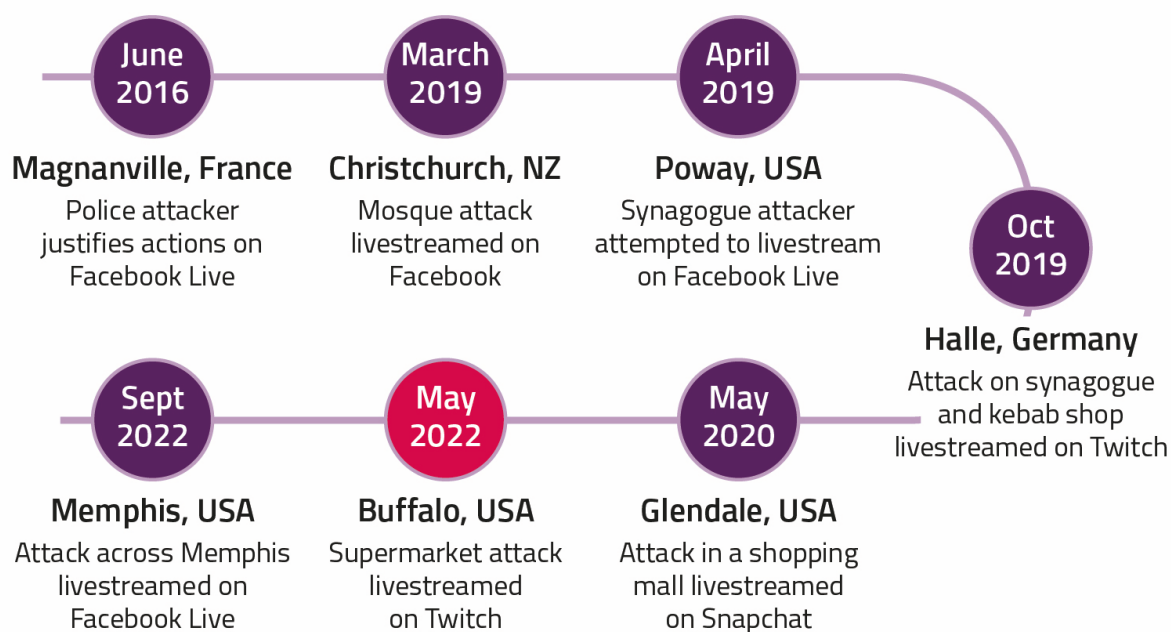 June
2016
Magnanville, France
Police attacker
justifies actions on
Facebook Live
March
2019
Christchurch, NZ
Mosque attack
livestreamed on
Facebook
April
2019
Poway, USA
Synagogue attacker
attempted to livestream
on Facebook Live
Oct
2019
Halle, Germany
Attack on synagogue
and kebab shop
livestreamed on Twitch
May
2020
Glendale, USA
Attack in a shopping
mall livestreamed
on Snapchat
May
2022
Buffalo, USA
Supermarket attack
livestreamed
on Twitch
Sept
2022
Memphis, USA
Attack across Memphis
livestreamed on
Facebook Live